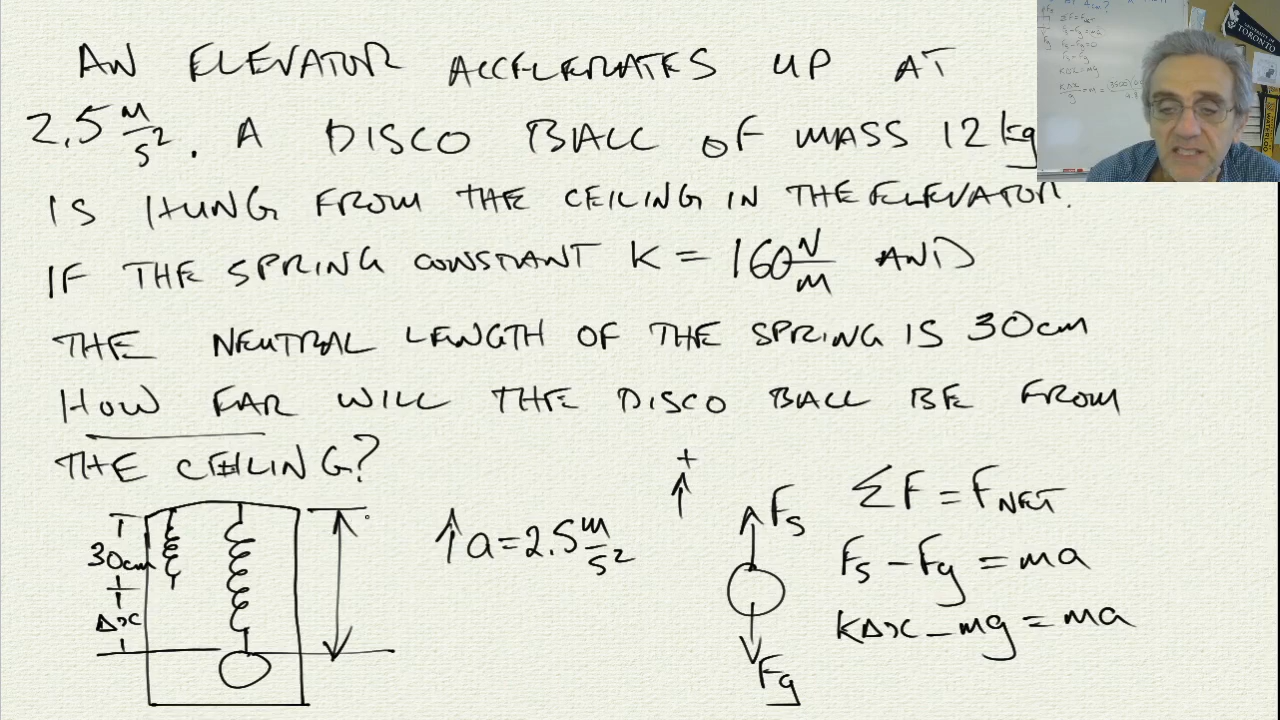 AN ELEVATOR ACCELERATES UP AT
2.5 m/s². A DISCO BALL OF MASS 12 kg
IS HUNG FROM THE CEILING IN THE ELEVATOR.
IF THE SPRING CONSTANT K = 160 N/m AND
THE NEUTRAL LENGTH OF THE SPRING IS 30cm
HOW FAR WILL THE DISCO BALL BE FROM
THE CEILING?
30cm
Δx
↑a = 2.5 m/s²
+
↑
Fs
Fg
ΣF = FNET
Fs - Fg = ma
KΔx - mg = ma
UNIVERSITY OF
TORONTO